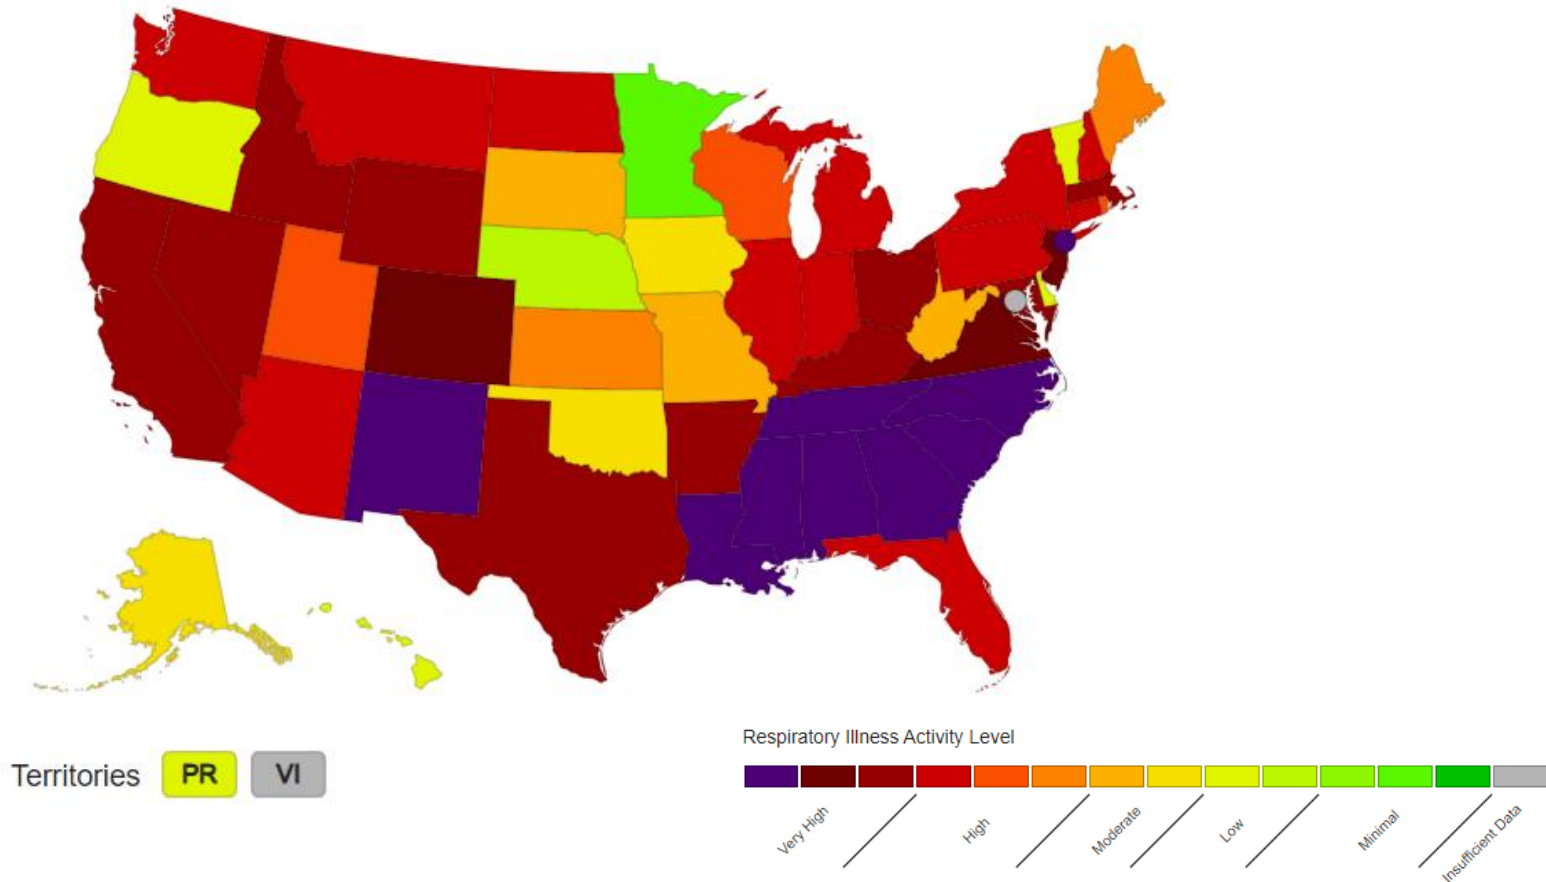 Territories PR VI
Respiratory Illness Activity Level
Very High
High
Moderate
Low
Minimal
Insufficient Data